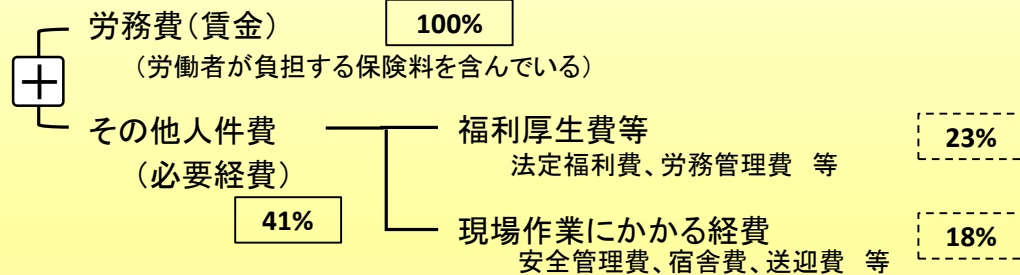 労務費(賃金) 100%
(労働者が負担する保険料を含んでいる)
+
その他人件費 福利厚生費等 23%
(必要経費) 法定福利費、労務管理費 等
41% 現場作業にかかる経費 18%
安全管理費、宿舎費、送迎費 等